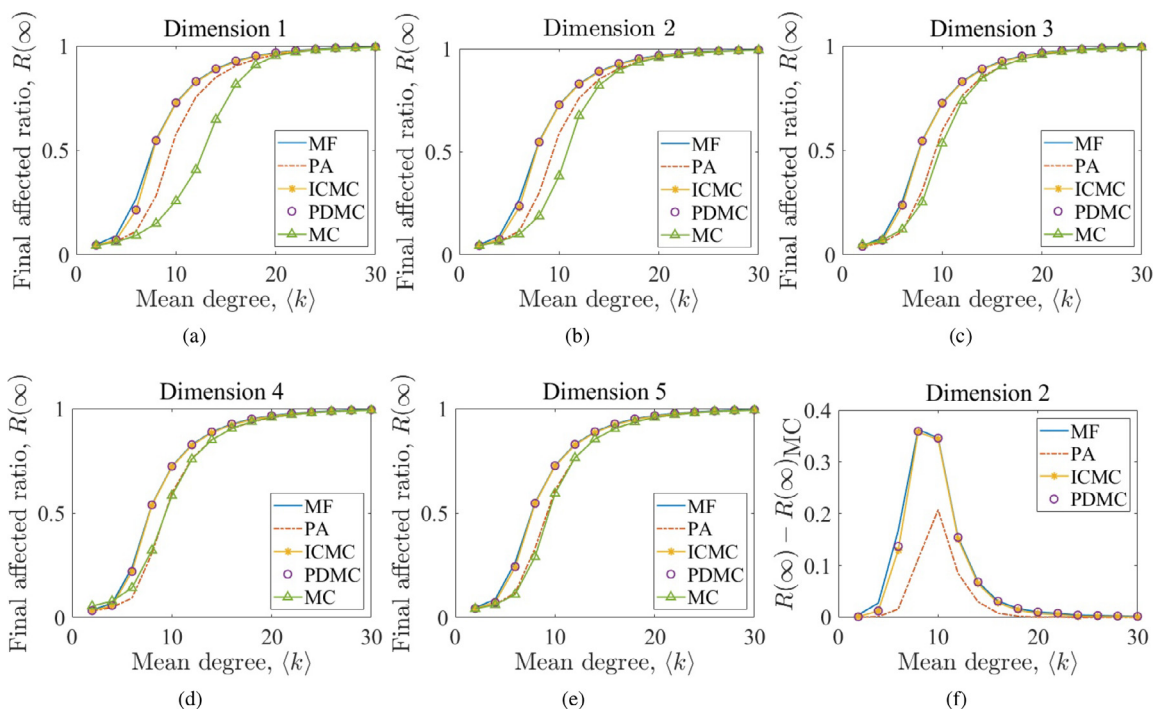 Dimension 1
Final affected ratio, R(∞)
1
0.5
0
0
10
20
30
MF
PA
ICMC
PDMC
MC
Mean degree, ⟨k⟩
(a)
Dimension 2
Final affected ratio, R(∞)
1
0.5
0
0
10
20
30
MF
PA
ICMC
PDMC
MC
Mean degree, ⟨k⟩
(b)
Dimension 3
Final affected ratio, R(∞)
1
0.5
0
0
10
20
30
MF
PA
ICMC
PDMC
MC
Mean degree, ⟨k⟩
(c)
Dimension 4
Final affected ratio, R(∞)
1
0.5
0
0
10
20
30
MF
PA
ICMC
PDMC
MC
Mean degree, ⟨k⟩
(d)
Dimension 5
Final affected ratio, R(∞)
1
0.5
0
0
10
20
30
MF
PA
ICMC
PDMC
MC
Mean degree, ⟨k⟩
(e)
Dimension 2
R(∞) − R(∞)MC
0.4
0.3
0.2
0.1
0
0
10
20
30
MF
PA
ICMC
PDMC
Mean degree, ⟨k⟩
(f)